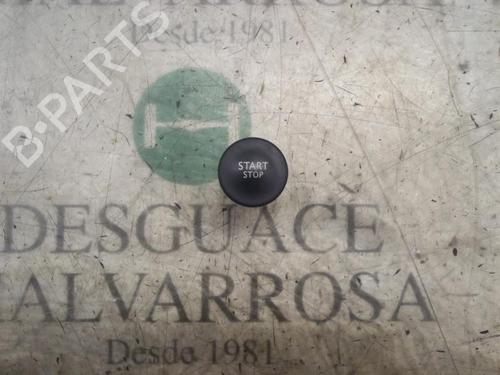 Desde 1981
B-PARTS
START
STOP
DESGUACE
ALVARROSA
Desde 1981